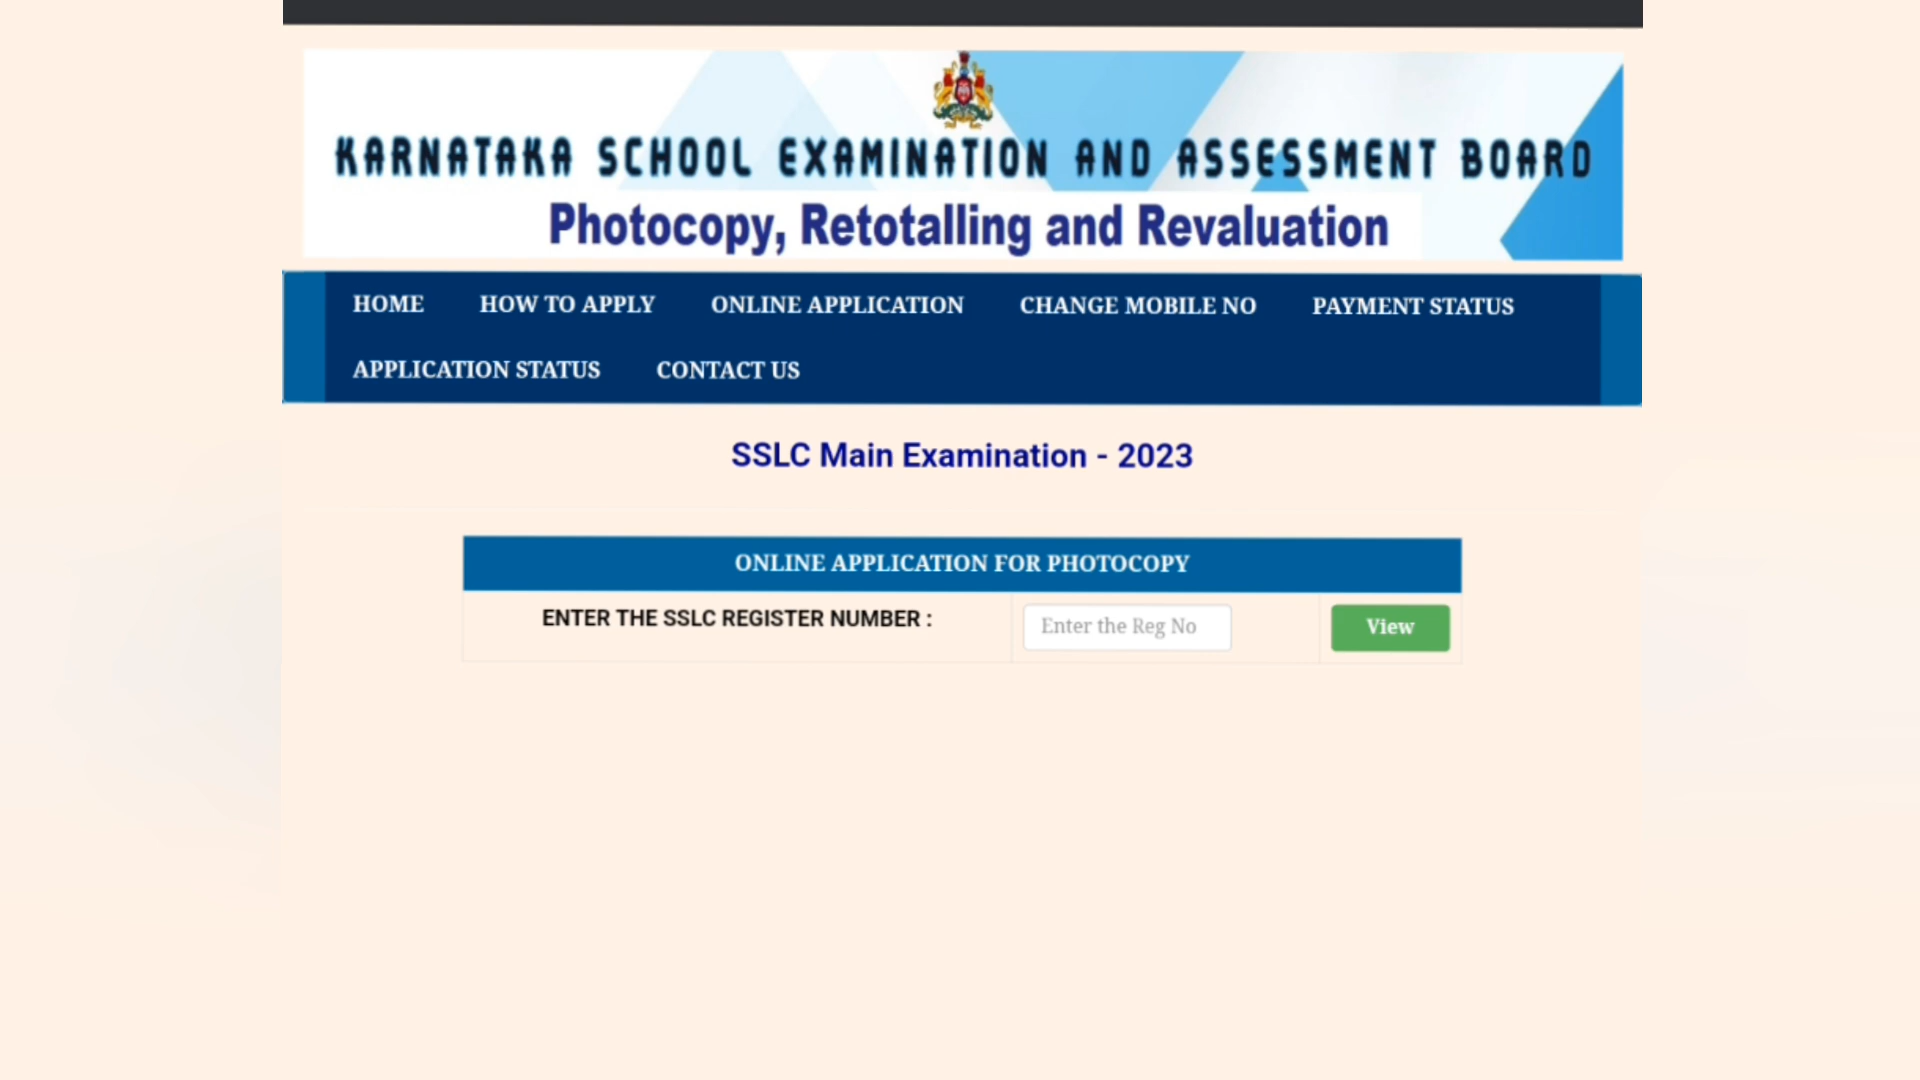 KARNATAKA SCHOOL EXAMINATION AND ASSESSMENT BOARD
Photocopy, Retotalling and Revaluation
HOME HOW TO APPLY ONLINE APPLICATION CHANGE MOBILE NO PAYMENT STATUS
APPLICATION STATUS CONTACT US
SSLC Main Examination - 2023
ONLINE APPLICATION FOR PHOTOCOPY
ENTER THE SSLC REGISTER NUMBER : Enter the Reg No View